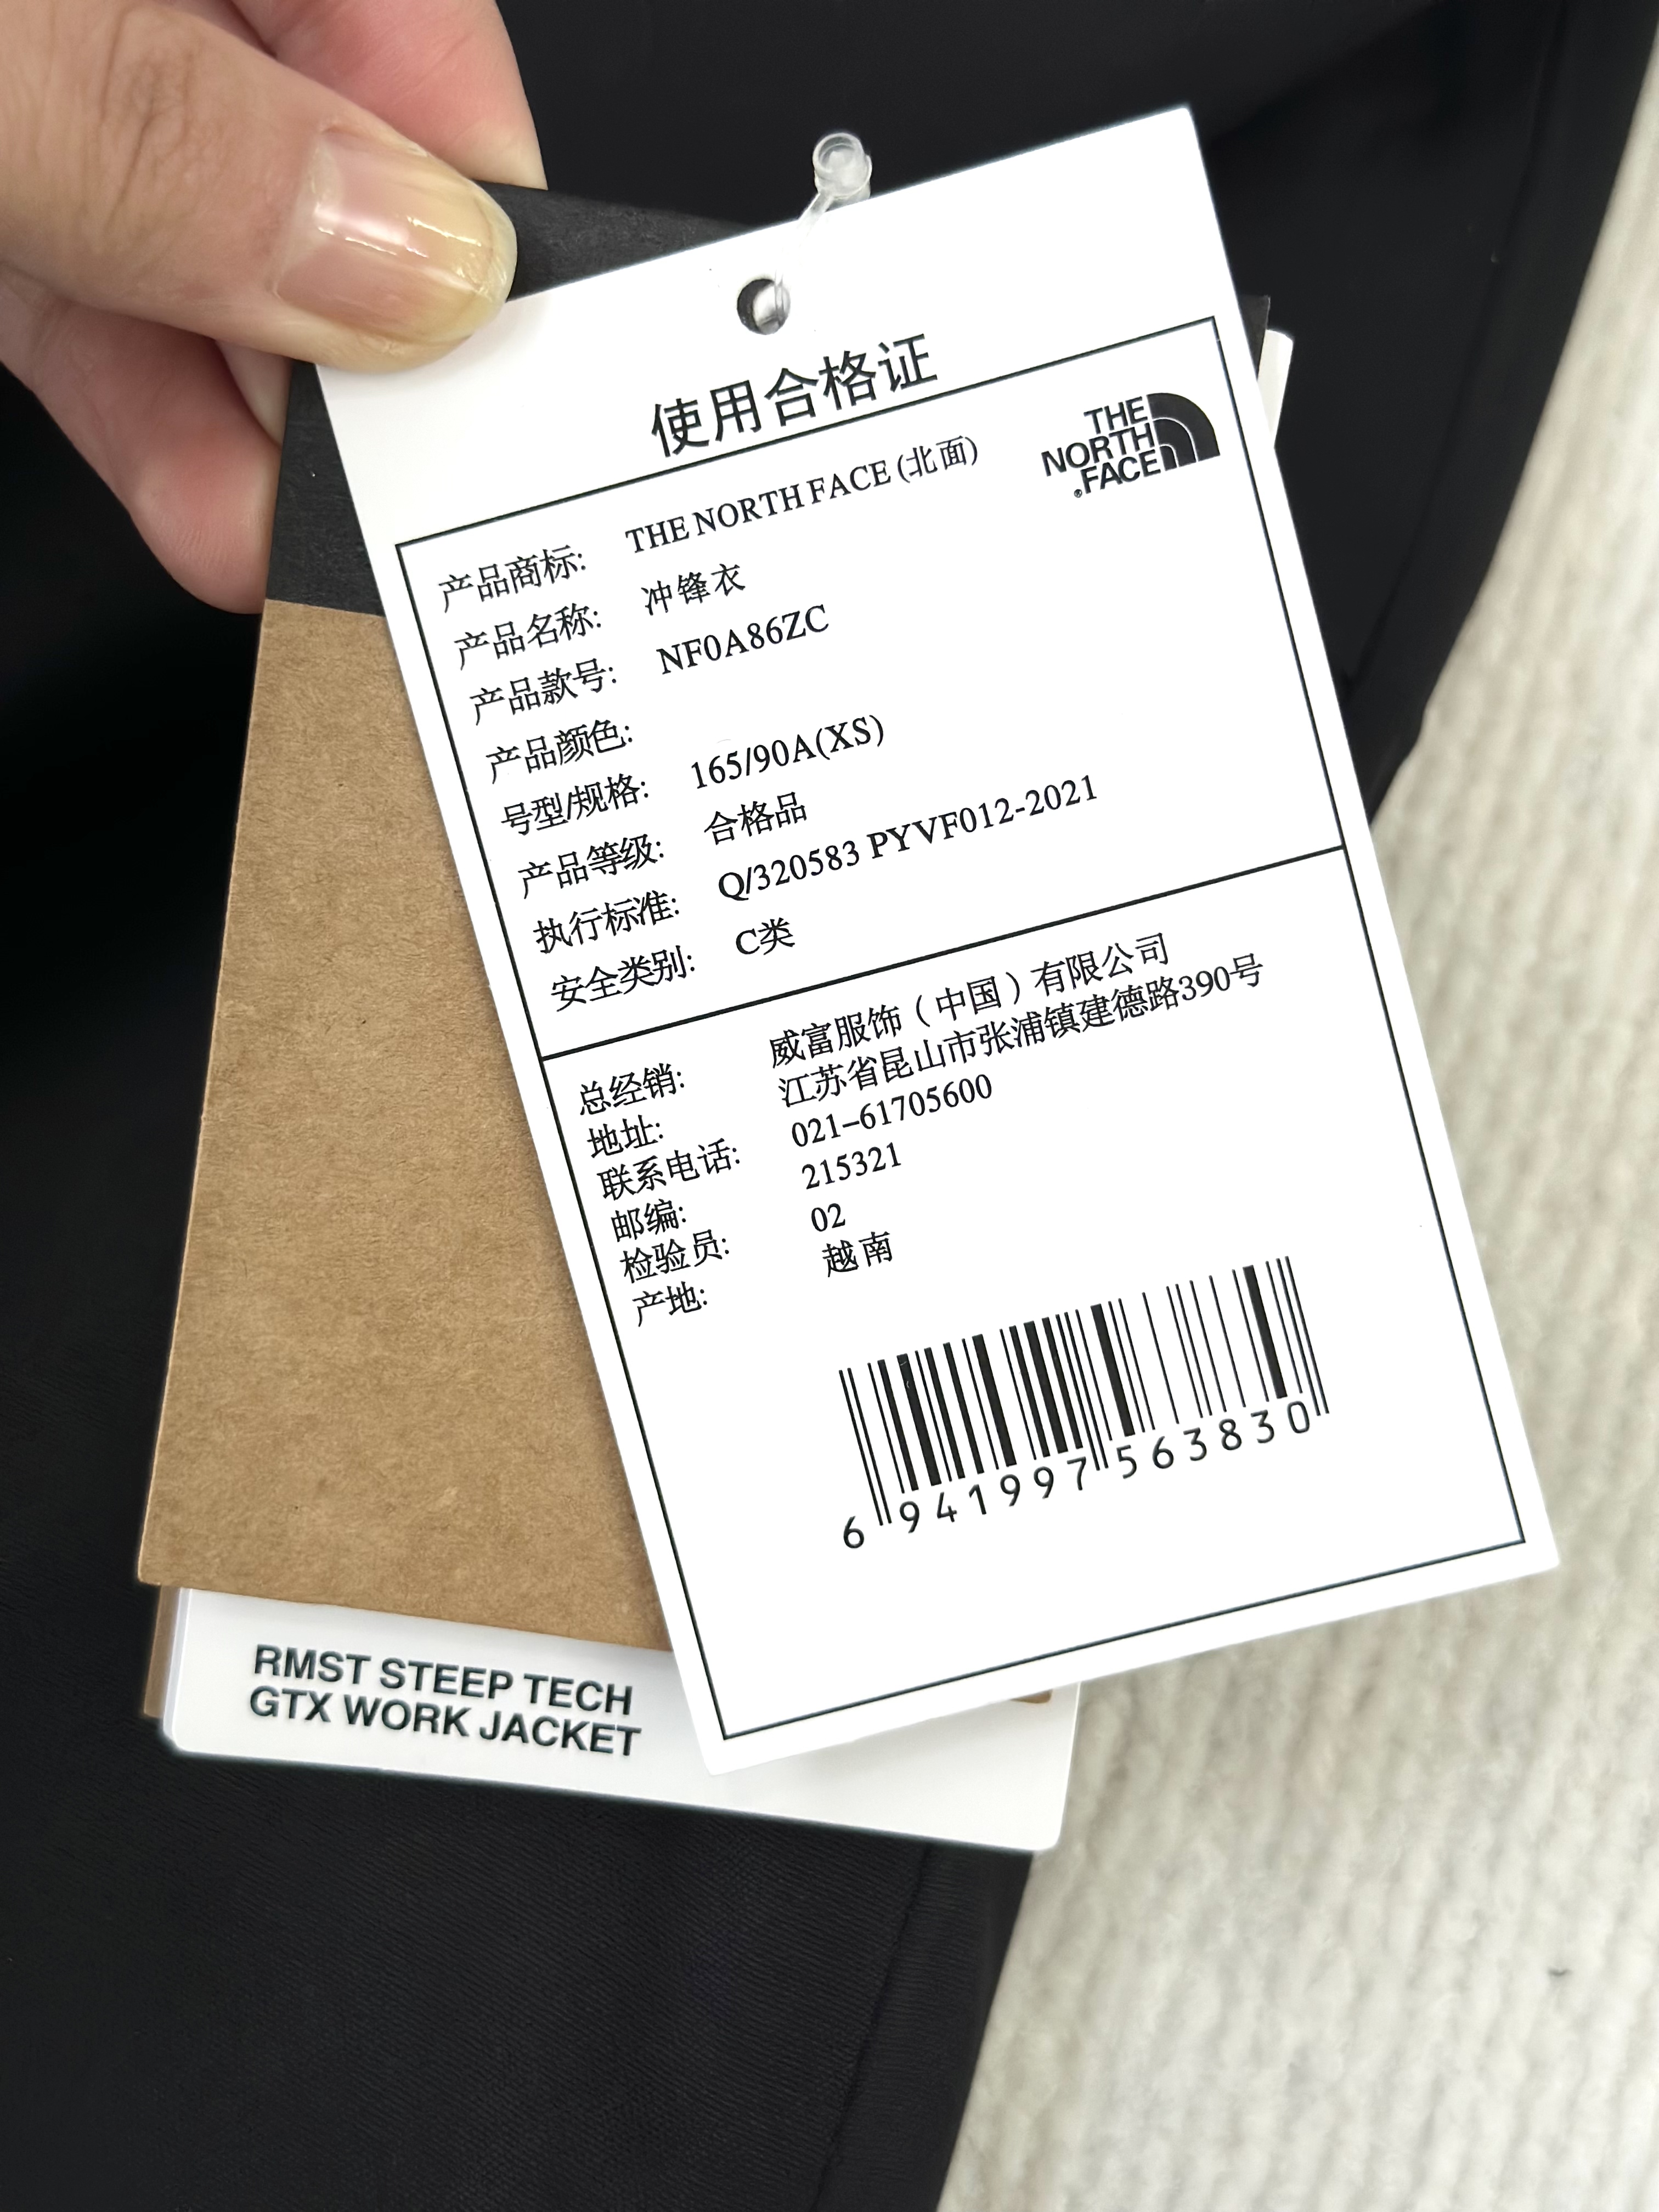 使用合格证
THE NORTH FACE
产品商标: THE NORTH FACE (北面)
产品名称: 冲锋衣
产品款号: NF0A86ZC
产品颜色:
号型/规格: 165/90A(XS)
产品等级: 合格品
执行标准: Q/320583 PYVF012-2021
安全类别: C类
总经销: 威富服饰（中国）有限公司
地址: 江苏省昆山市张浦镇建德路390号
联系电话: 021-61705600
邮编: 215321
检验员: 02
产地: 越南
6 941997 563830
RMST STEEP TECH
GTX WORK JACKET